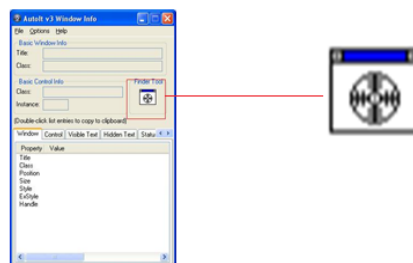 AutoIt v3 Window Info
File Options Help
Basic Window Info
Title:
Class:
Basic Control Info
Finder Tool
Class:
Instance:
(Double-click list entries to copy to clipboard)
Window Control Visible Text Hidden Text Status
Property Value
Title
Class
Position
Size
Style
ExStyle
Handle